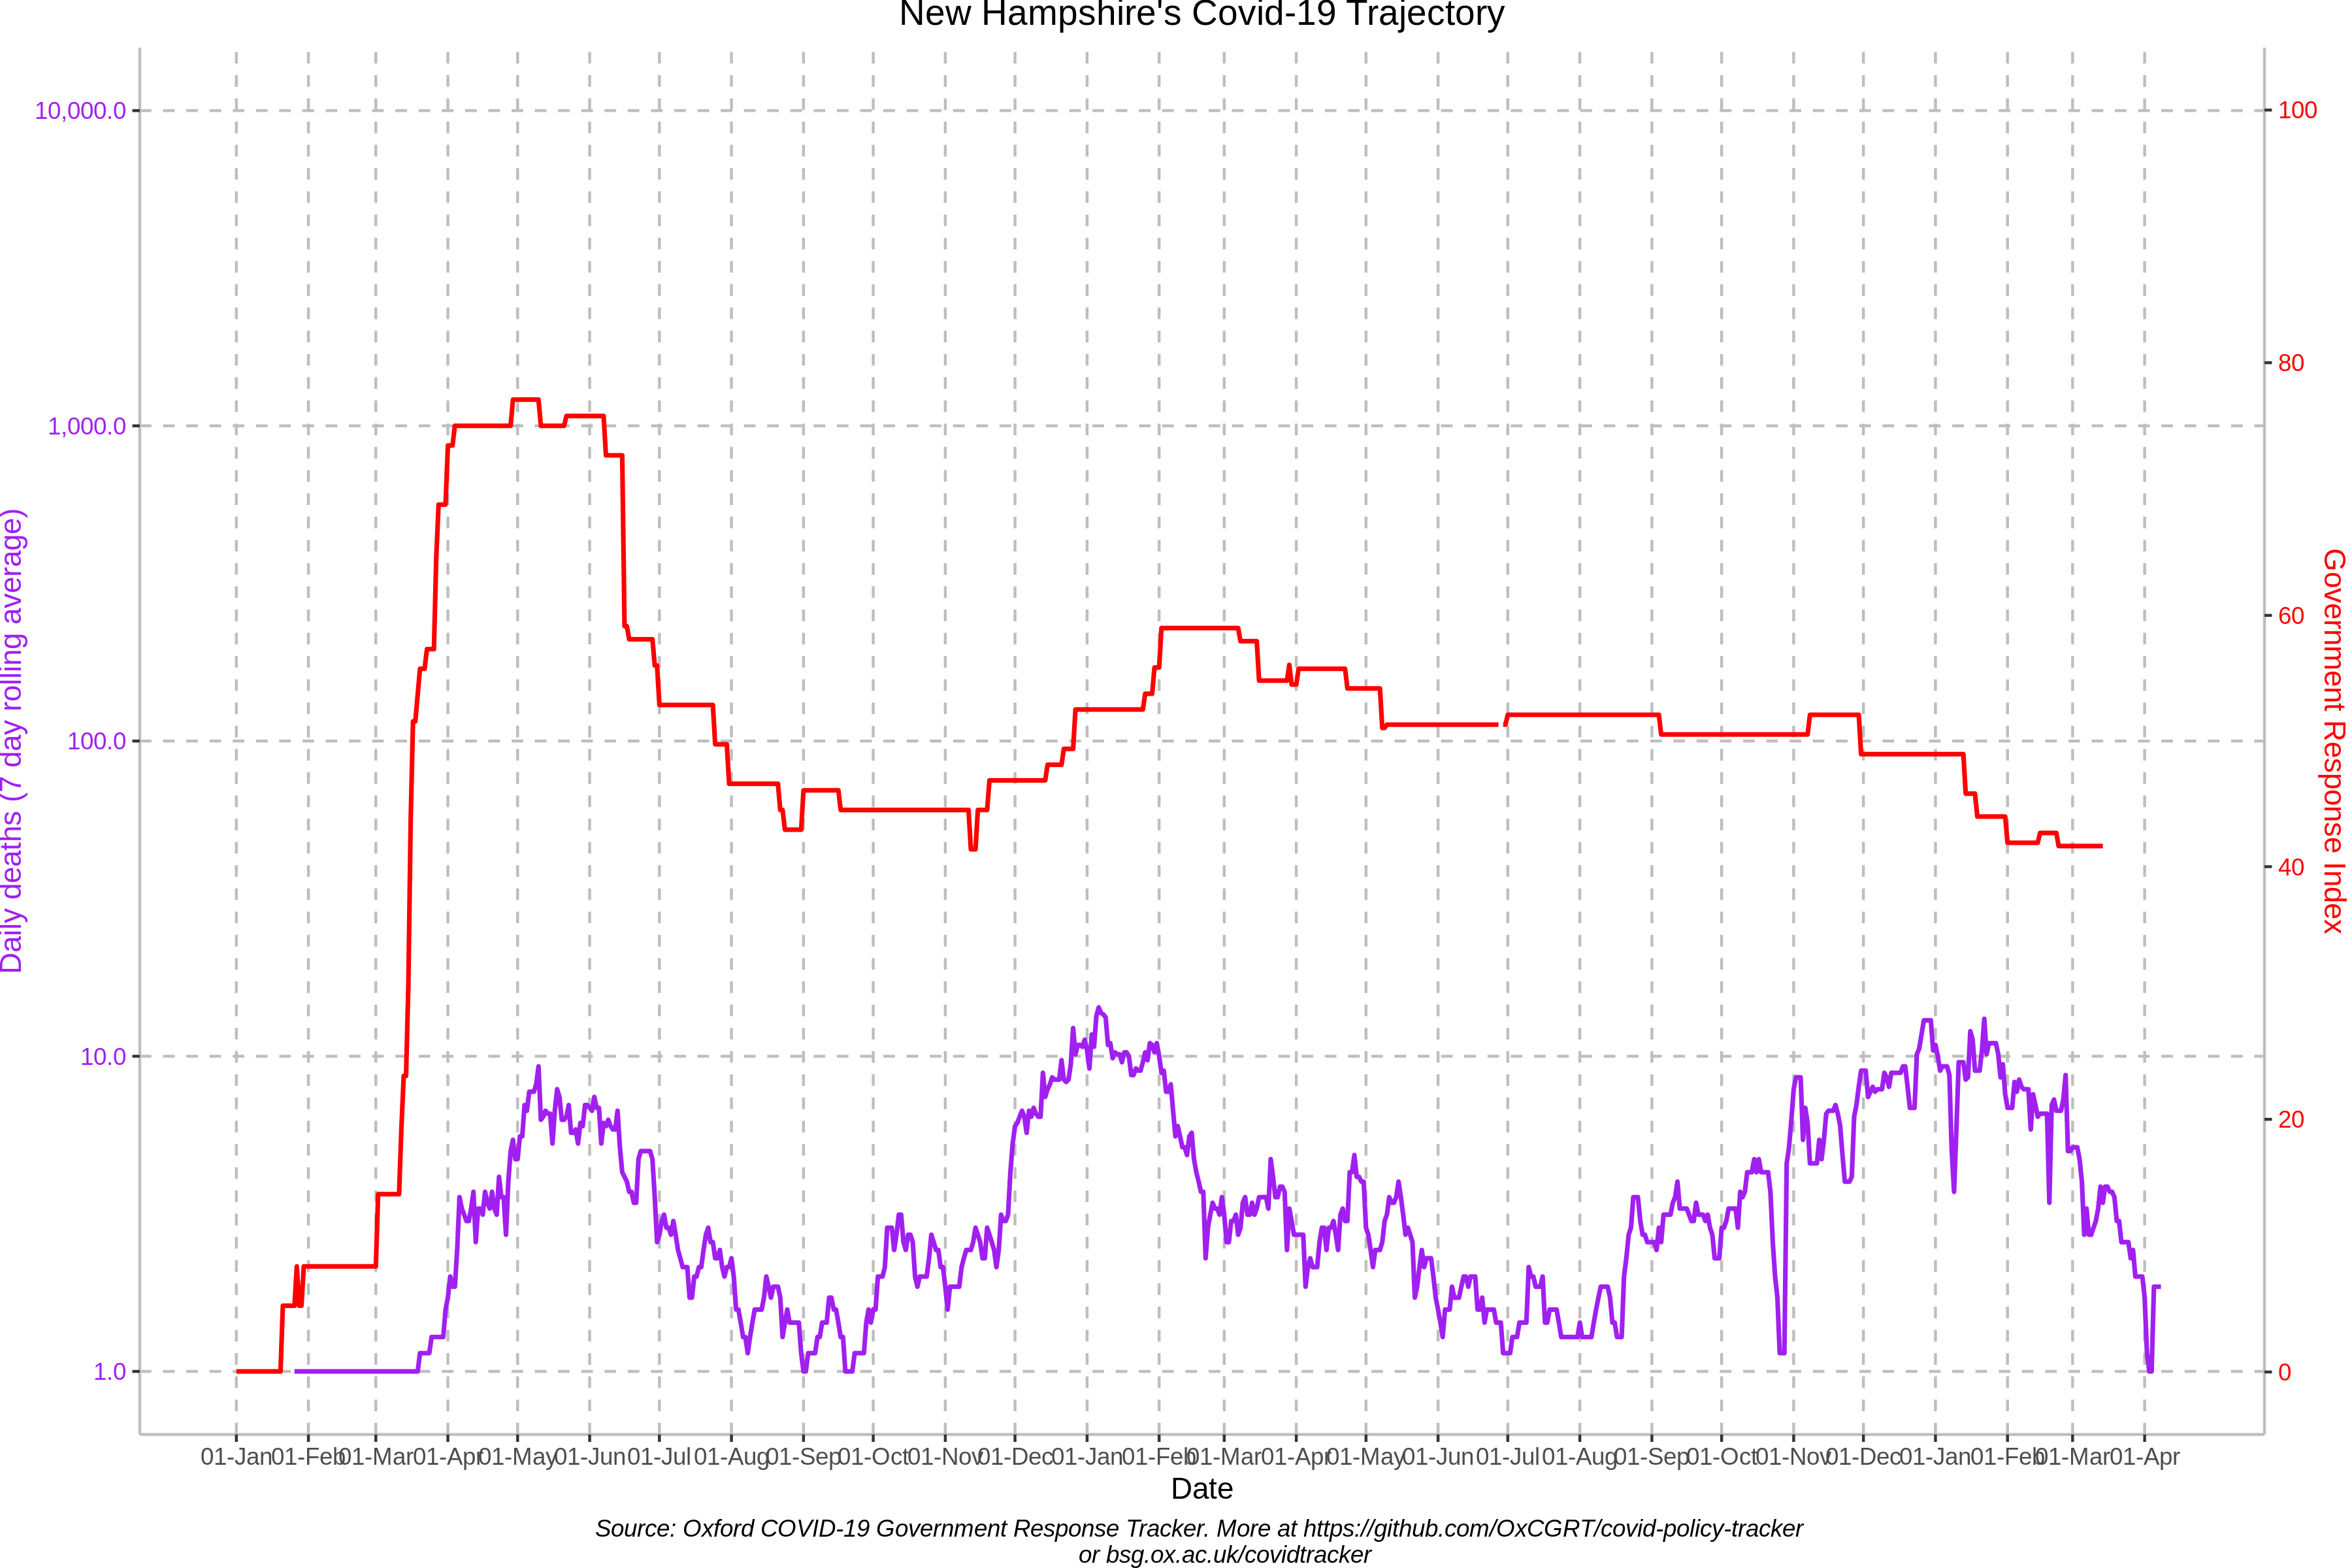 New Hampshire's Covid-19 Trajectory
10,000.0
1,000.0
100.0
10.0
1.0
Daily deaths (7 day rolling average)
100
80
60
40
20
0
Government Response Index
01-Jan 01-Feb 01-Mar 01-Apr 01-May 01-Jun 01-Jul 01-Aug 01-Sep 01-Oct 01-Nov 01-Dec 01-Jan 01-Feb 01-Mar 01-Apr 01-May 01-Jun 01-Jul 01-Aug 01-Sep 01-Oct 01-Nov 01-Dec 01-Jan 01-Feb 01-Mar 01-Apr
Date
Source: Oxford COVID-19 Government Response Tracker. More at https://github.com/OxCGRT/covid-policy-tracker
or bsg.ox.ac.uk/covidtracker